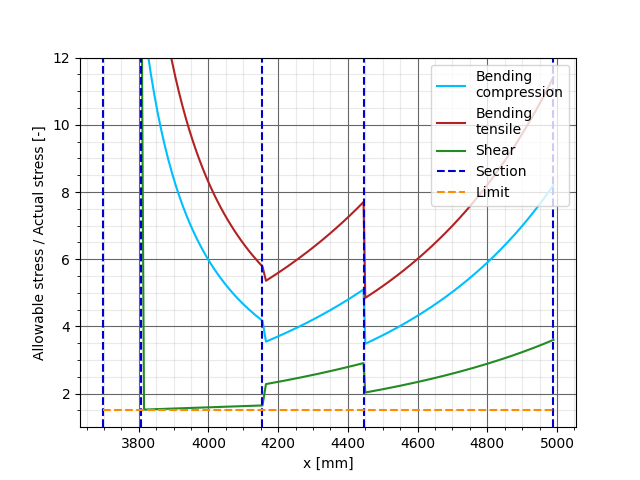 12
10
8
6
4
2
Allowable stress / Actual stress [-]
Bending
compression
Bending
tensile
Shear
Section
Limit
3800
4000
4200
4400
4600
4800
5000
x [mm]